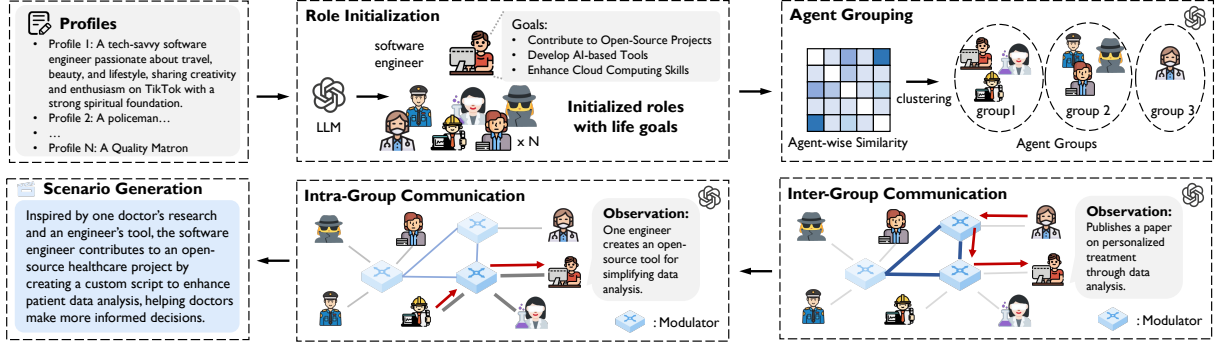 Profiles
• Profile 1: A tech-savvy software
engineer passionate about travel,
beauty, and lifestyle, sharing creativity
and enthusiasm on TikTok with a
strong spiritual foundation.
• Profile 2: A policeman…
• …
• Profile N: A Quality Matron
Role Initialization
software
engineer
Goals:
• Contribute to Open-Source Projects
• Develop AI-based Tools
• Enhance Cloud Computing Skills
LLM
x N
Initialized roles
with life goals
Agent Grouping
clustering
Agent-wise Similarity
group1
group 2
group 3
Agent Groups
Scenario Generation
Inspired by one doctor's research
and an engineer's tool, the software
engineer contributes to an open-
source healthcare project by
creating a custom script to enhance
patient data analysis, helping doctors
make more informed decisions.
Intra-Group Communication
Observation:
One engineer
creates an open-
source tool for
simplifying data
analysis.
: Modulator
Inter-Group Communication
Observation:
Publishes a paper
on personalized
treatment
through data
analysis.
: Modulator